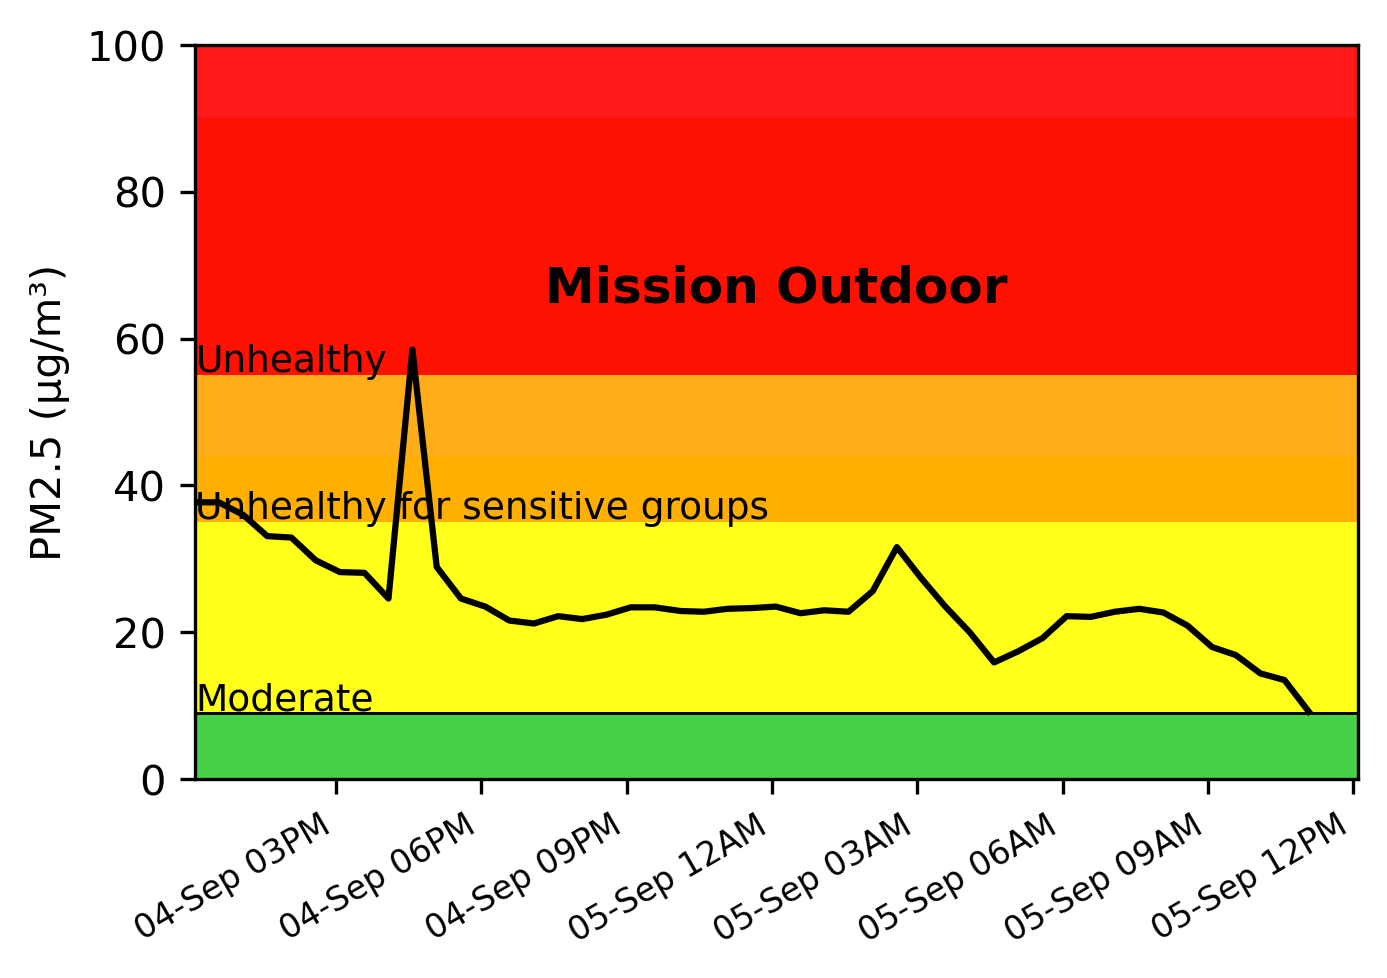 100
80
60
40
20
0
PM2.5 (µg/m³)
Mission Outdoor
Unhealthy
Unhealthy for sensitive groups
Moderate
04-Sep 03PM
04-Sep 06PM
04-Sep 09PM
05-Sep 12AM
05-Sep 03AM
05-Sep 06AM
05-Sep 09AM
05-Sep 12PM